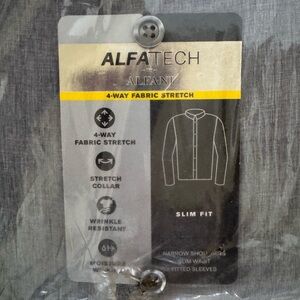 ALFATECH
ALFANI
4-WAY FABRIC STRETCH
4-WAY
FABRIC STRETCH
STRETCH
COLLAR
WRINKLE
RESISTANT
SLIM FIT
NARROW SHOULDERS
SLIM WAIST
FITTED SLEEVES
MOISTURE